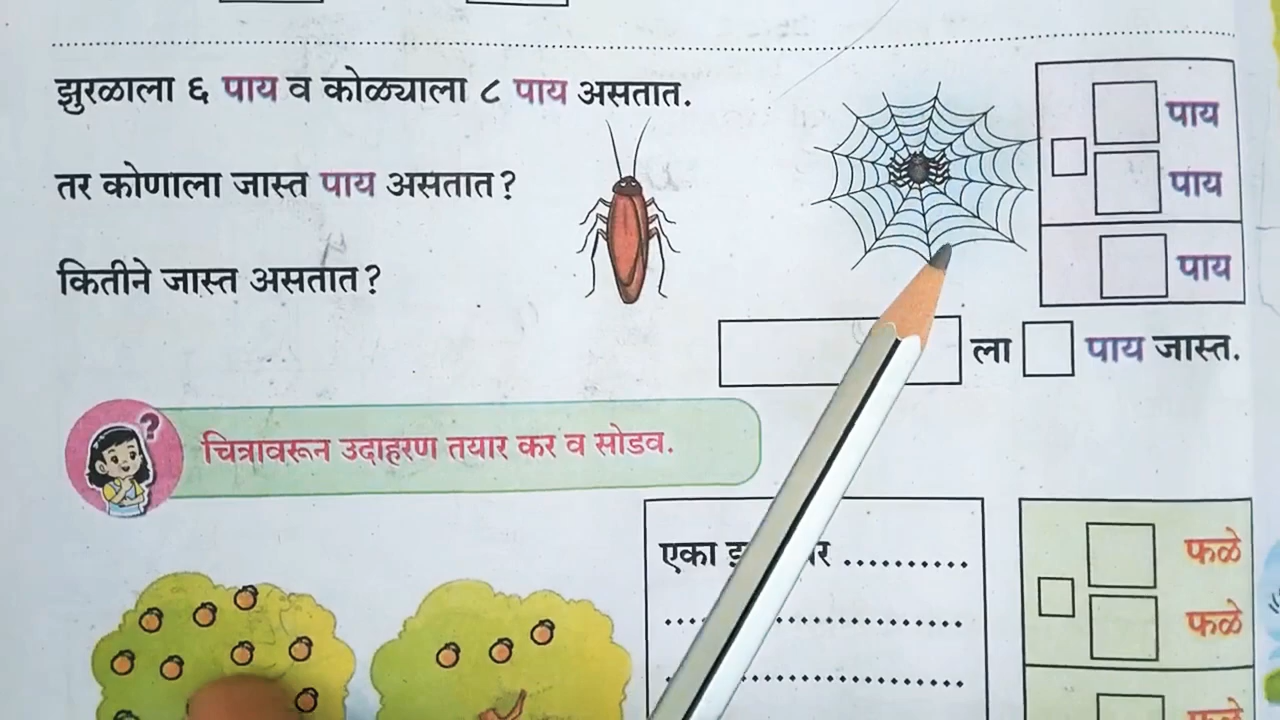 झुरळाला ६ पाय व कोळ्याला ८ पाय असतात.
तर कोणाला जास्त पाय असतात?
कितीने जास्त असतात?
पाय
पाय
पाय
ला पाय जास्त.
?
चित्रावरून उदाहरण तयार कर व सोडव.
एका ..........
फळे
फळे